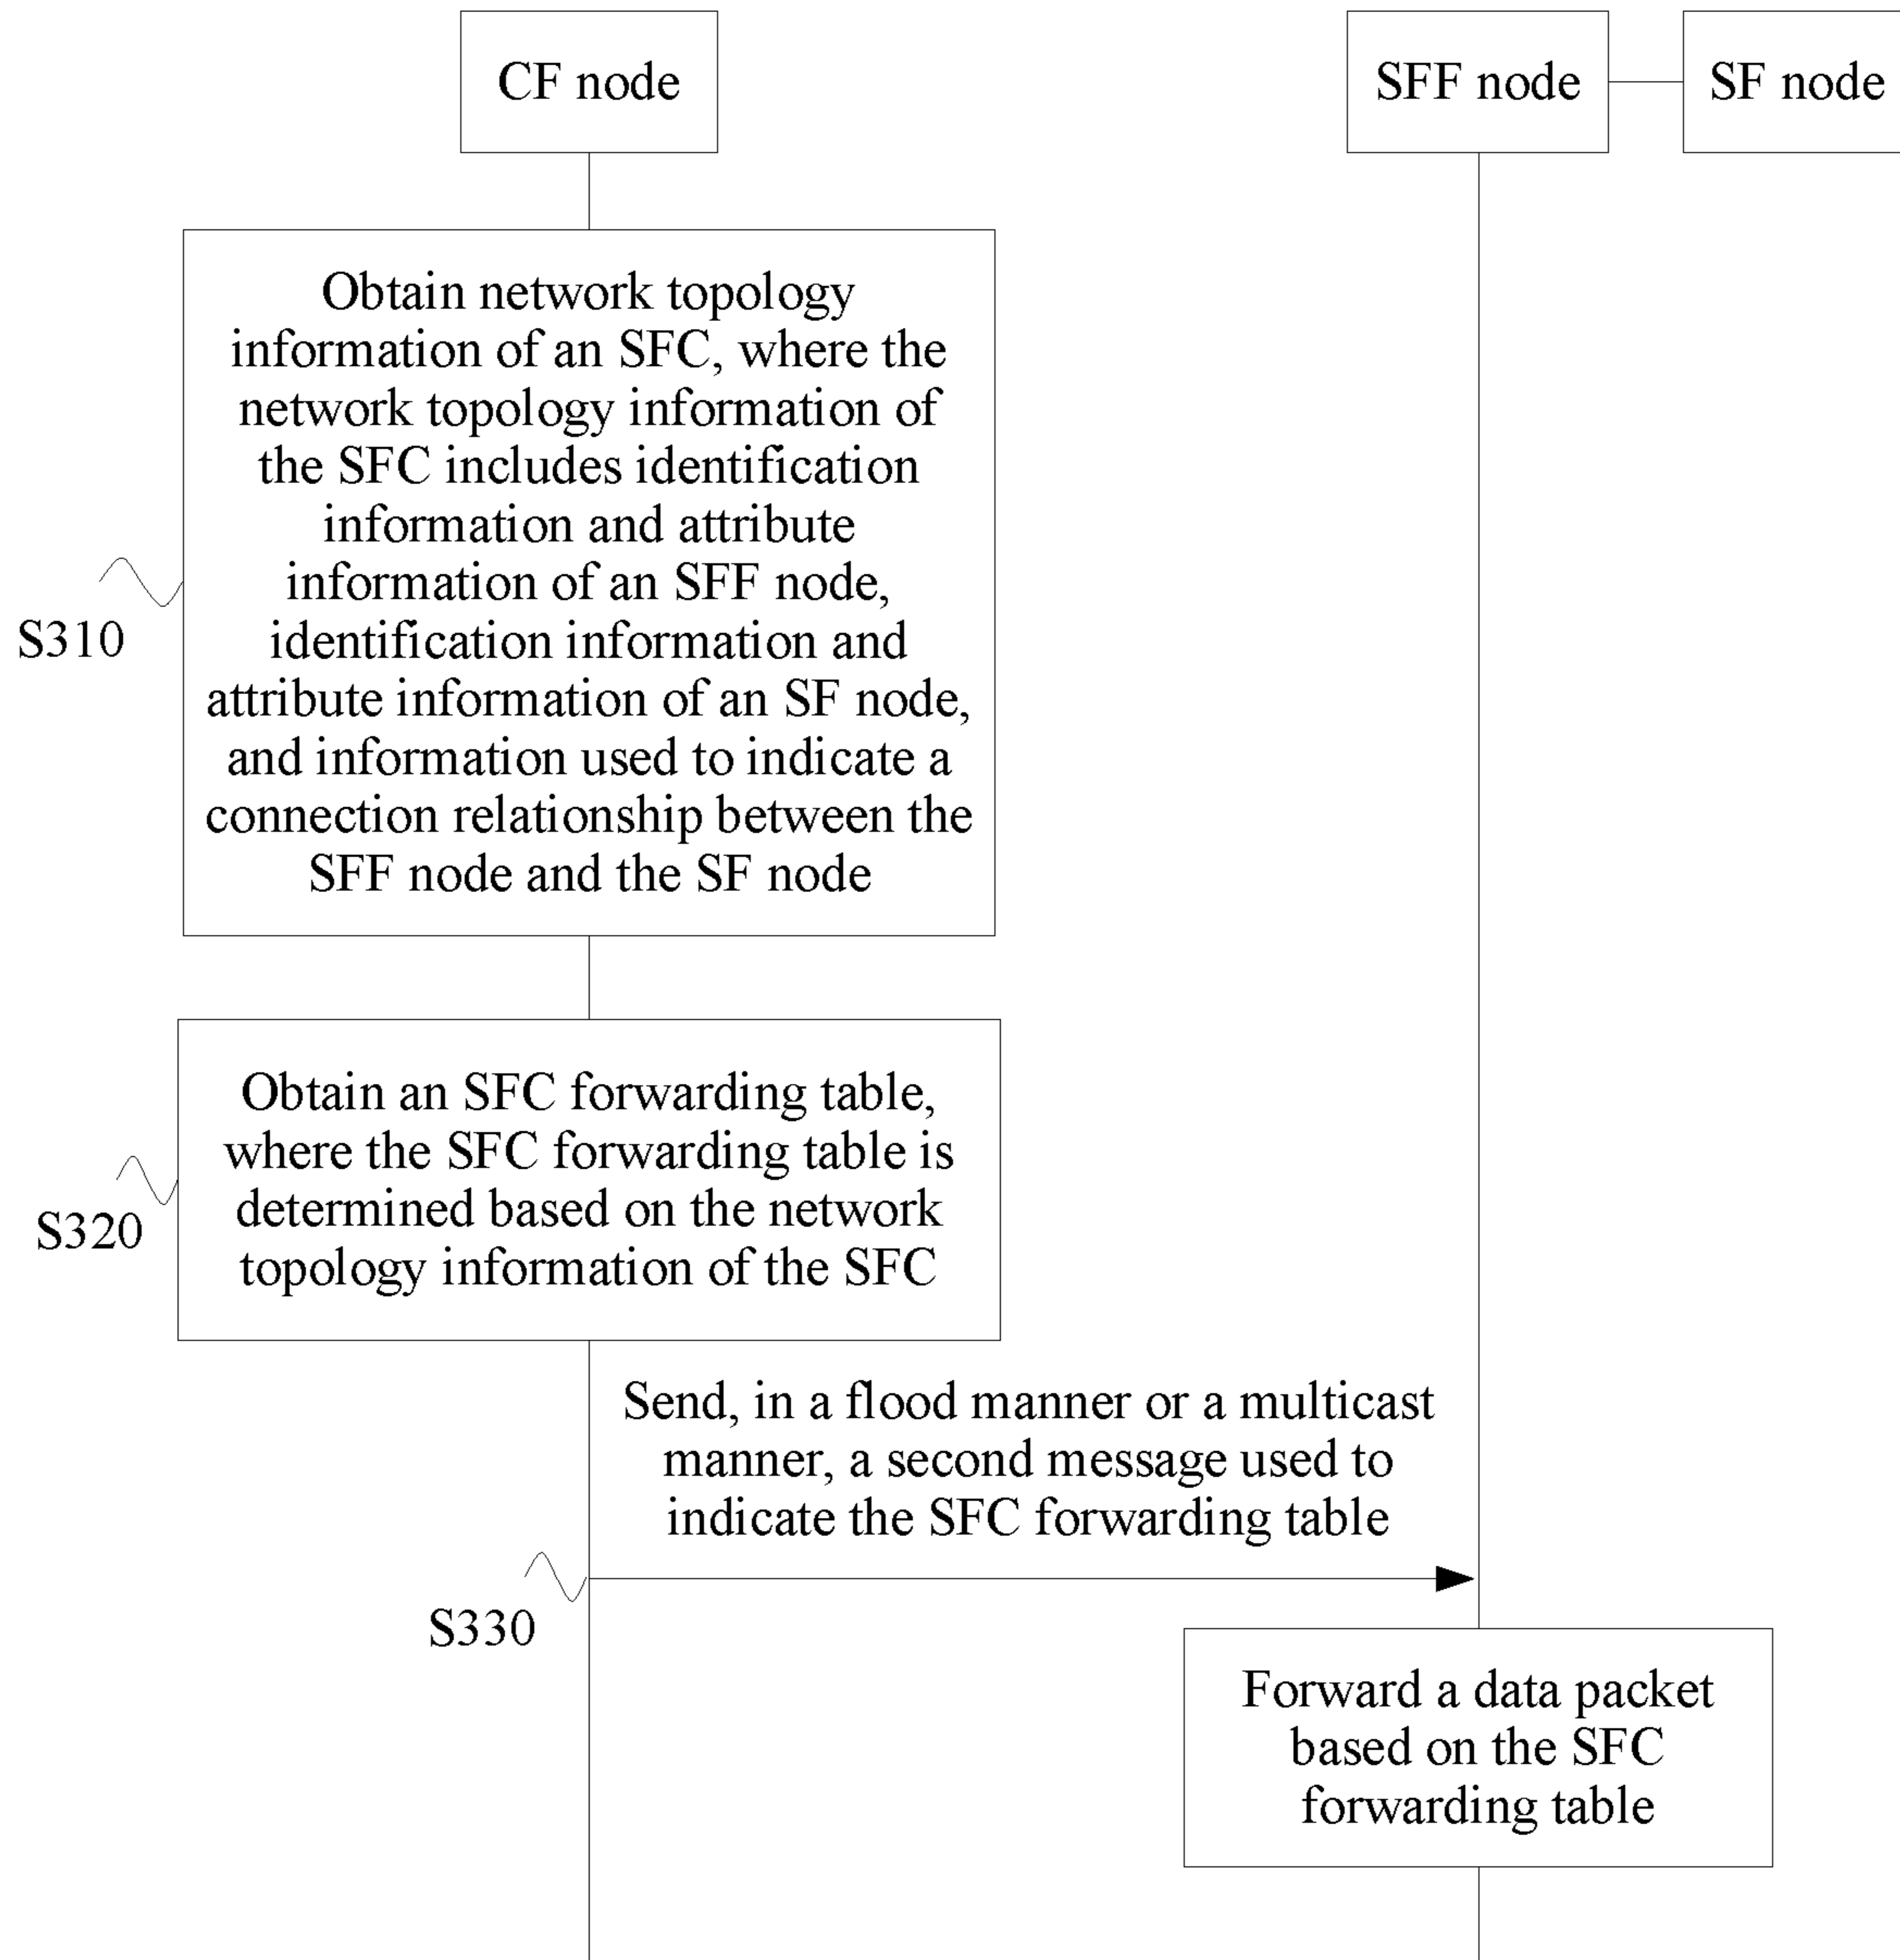 CF node
SFF node
SF node
Obtain network topology
information of an SFC, where the
network topology information of
the SFC includes identification
information and attribute
information of an SFF node,
identification information and
attribute information of an SF node,
and information used to indicate a
connection relationship between the
SFF node and the SF node
S310
Obtain an SFC forwarding table,
where the SFC forwarding table is
determined based on the network
topology information of the SFC
S320
Send, in a flood manner or a multicast
manner, a second message used to
indicate the SFC forwarding table
S330
Forward a data packet
based on the SFC
forwarding table